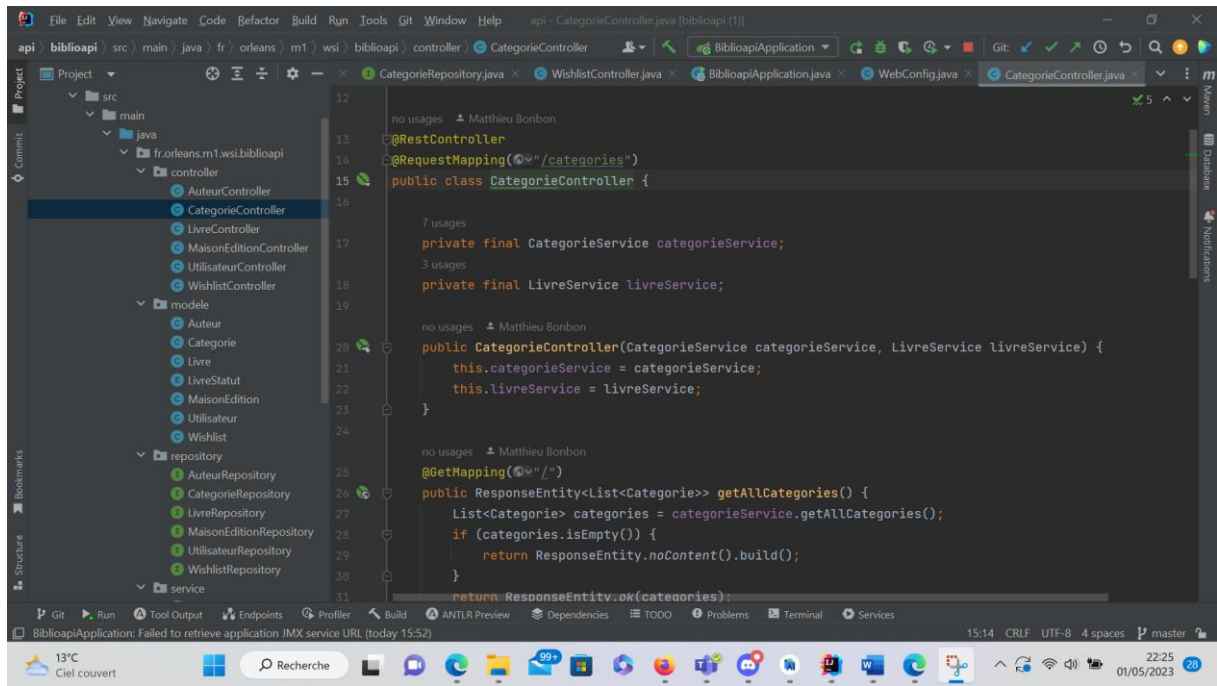 File Edit View Navigate Code Refactor Build Run Tools Git Window Help api - CategorieController.java [biblioapi (1)]
api biblioapi src main java fr orleans m1 wsi biblioapi controller CategorieController BiblioapiApplication Git:
Project
CategorieRepository.java WishlistController.java BiblioapiApplication.java WebConfig.java CategorieController.java
Project
Commit
Bookmarks
Structure
src
main
java
fr.orleans.m1.wsi.biblioapi
controller
AuteurController
CategorieController
LivreController
MaisonEditionController
UtilisateurController
WishlistController
modele
Auteur
Categorie
Livre
LivreStatut
MaisonEdition
Utilisateur
Wishlist
repository
AuteurRepository
CategorieRepository
LivreRepository
MaisonEditionRepository
UtilisateurRepository
WishlistRepository
service
5
12
no usages Matthieu Bonbon
13 @RestController
14 @RequestMapping("/categories")
15 public class CategorieController {
16
7 usages
17 private final CategorieService categorieService;
3 usages
18 private final LivreService livreService;
19
no usages Matthieu Bonbon
20 public CategorieController(CategorieService categorieService, LivreService livreService) {
21 this.categorieService = categorieService;
22 this.livreService = livreService;
23 }
24
no usages Matthieu Bonbon
25 @GetMapping("/")
26 public ResponseEntity<List<Categorie>> getAllCategories() {
27 List<Categorie> categories = categorieService.getAllCategories();
28 if (categories.isEmpty()) {
29 return ResponseEntity.noContent().build();
30 }
31 return ResponseEntity.ok(categories);
m
Maven
Database
Notifications
Git Run Tool Output Endpoints Profiler Build ANTLR Preview Dependencies TODO Problems Terminal Services
BiblioapiApplication: Failed to retrieve application JMX service URL (today 15:52) 15:14 CRLF UTF-8 4 spaces master
13°C
Ciel couvert
Recherche
99+
22:25
01/05/2023
28